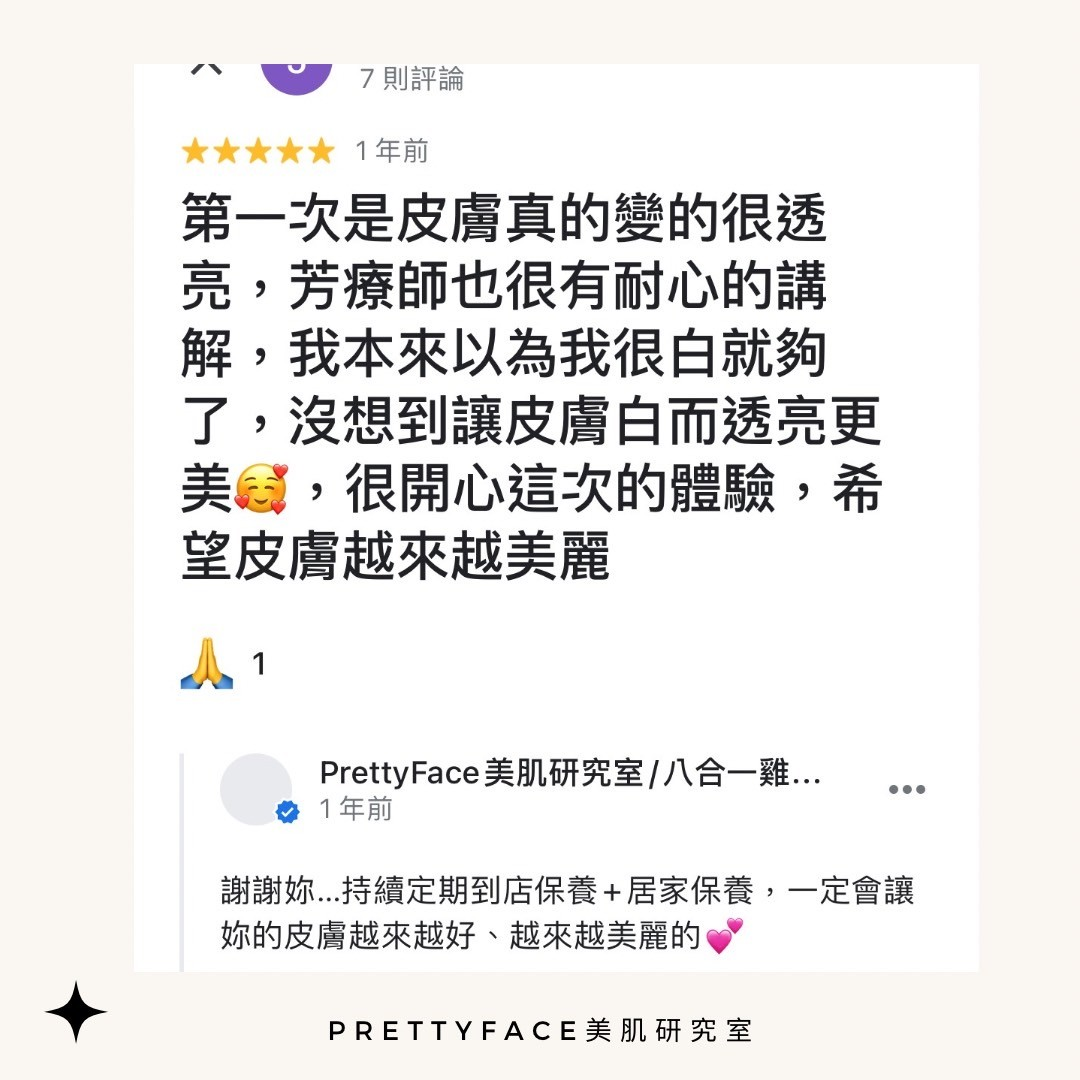 7 則評論
1 年前
第一次是皮膚真的變的很透
亮，芳療師也很有耐心的講
解，我本來以為我很白就夠
了，沒想到讓皮膚白而透亮更
美🥰，很開心這次的體驗，希
望皮膚越來越美麗
🙏 1
PrettyFace美肌研究室/八合一雞...
1 年前
謝謝妳...持續定期到店保養+居家保養，一定會讓
妳的皮膚越來越好、越來越美麗的💕
PRETTYFACE美肌研究室